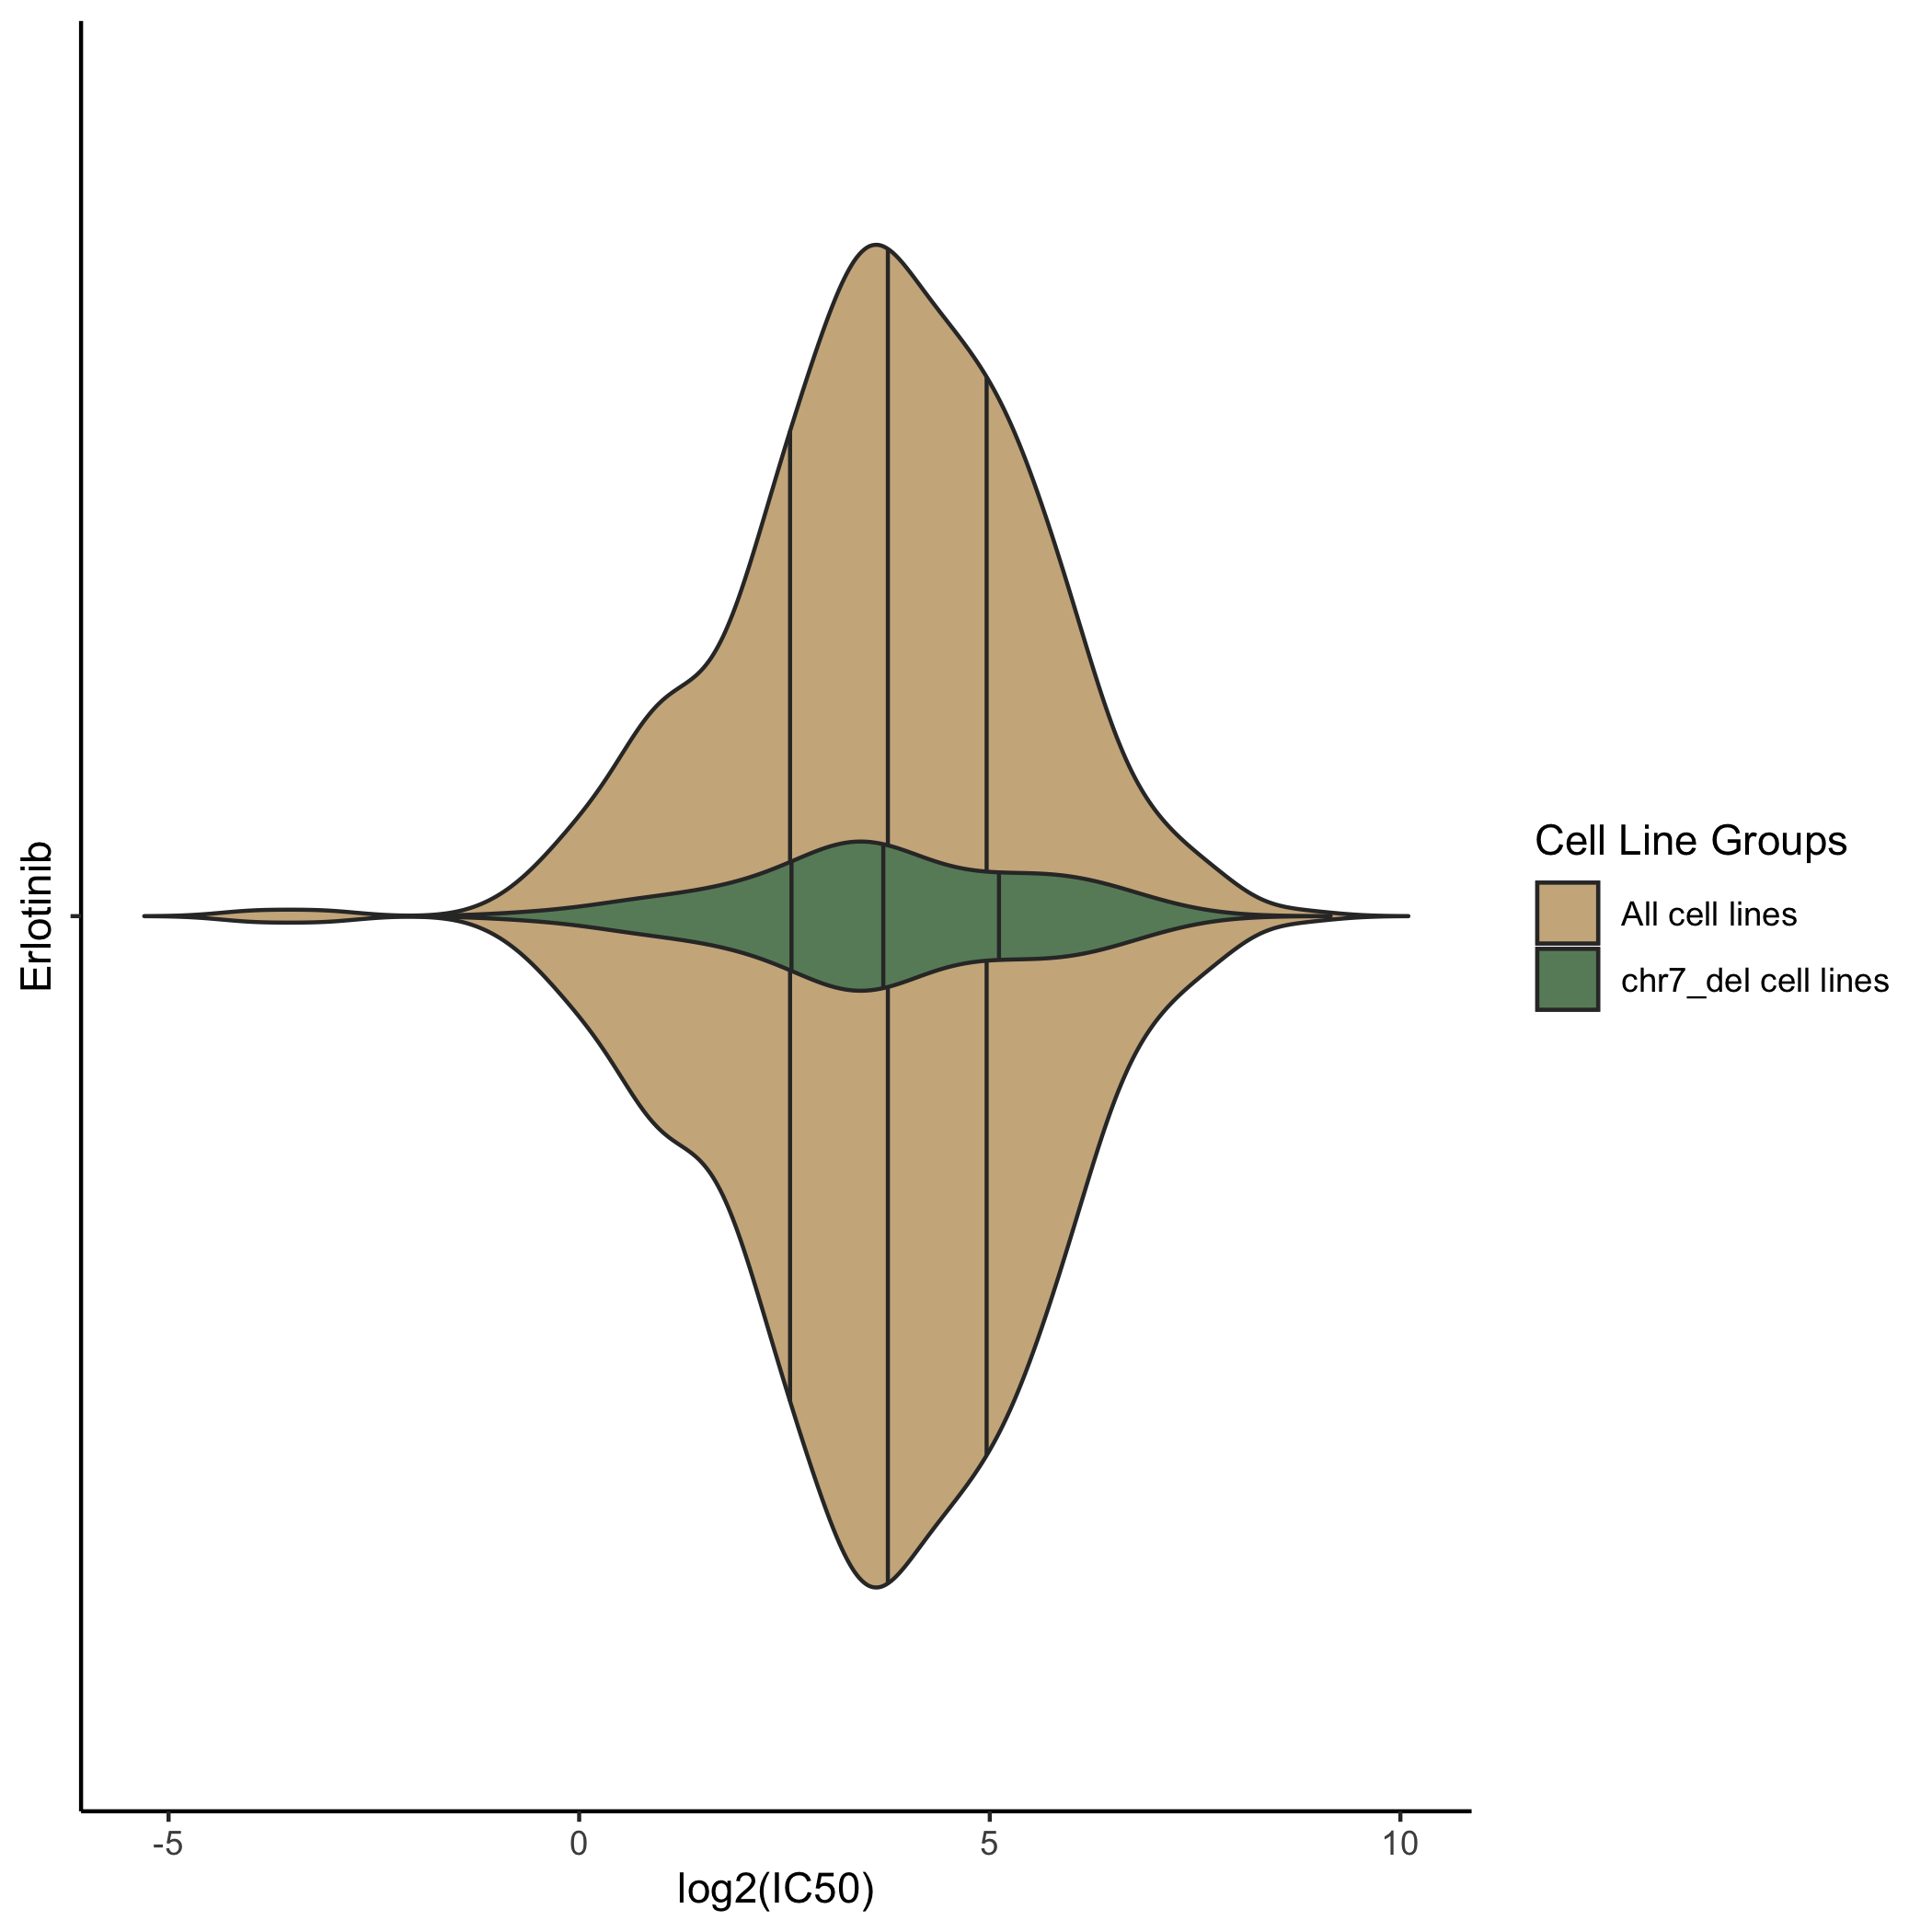 Erlotinib
Cell Line Groups
All cell lines
chr7_del cell lines
-5
0
5
10
log2(IC50)